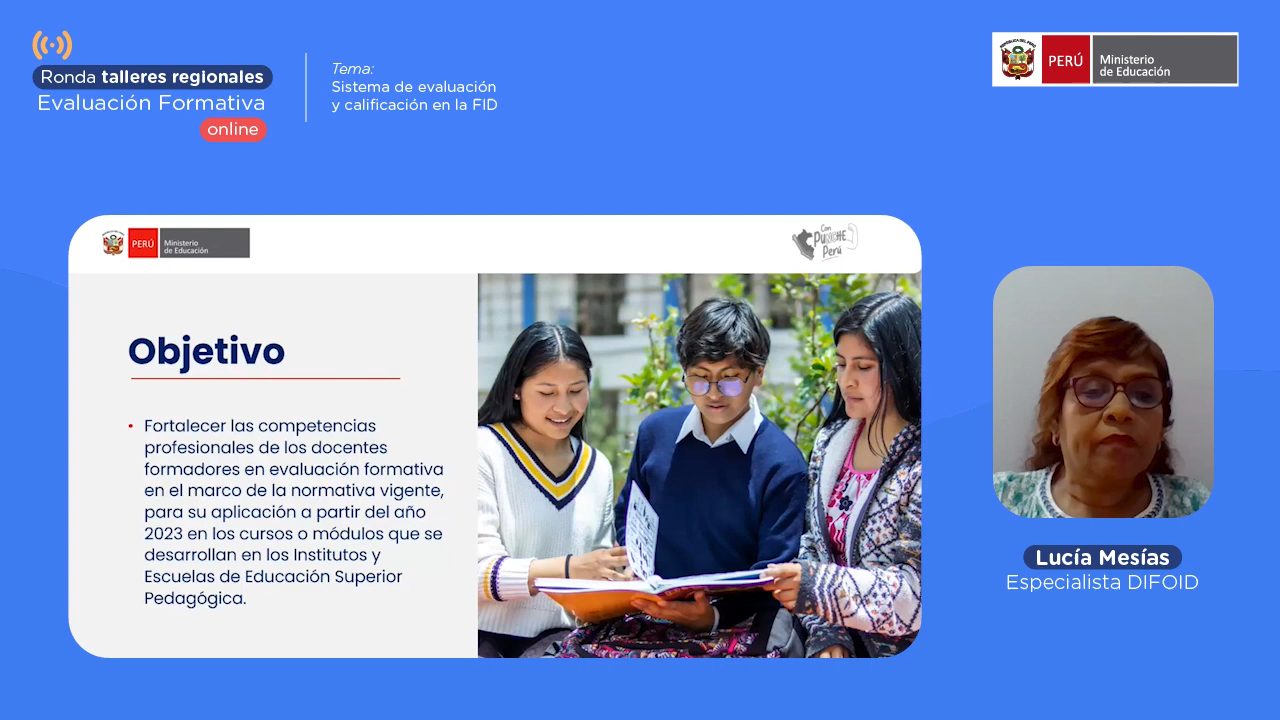 Ronda talleres regionales
Evaluación Formativa
online
Tema:
Sistema de evaluación
y calificación en la FID
PERÚ
Ministerio
de Educación
PERÚ
Ministerio
de Educación
Con
PUNCHE
Perú
Objetivo
• Fortalecer las competencias
profesionales de los docentes
formadores en evaluación formativa
en el marco de la normativa vigente,
para su aplicación a partir del año
2023 en los cursos o módulos que se
desarrollan en los Institutos y
Escuelas de Educación Superior
Pedagógica.
Lucía Mesías
Especialista DIFOID